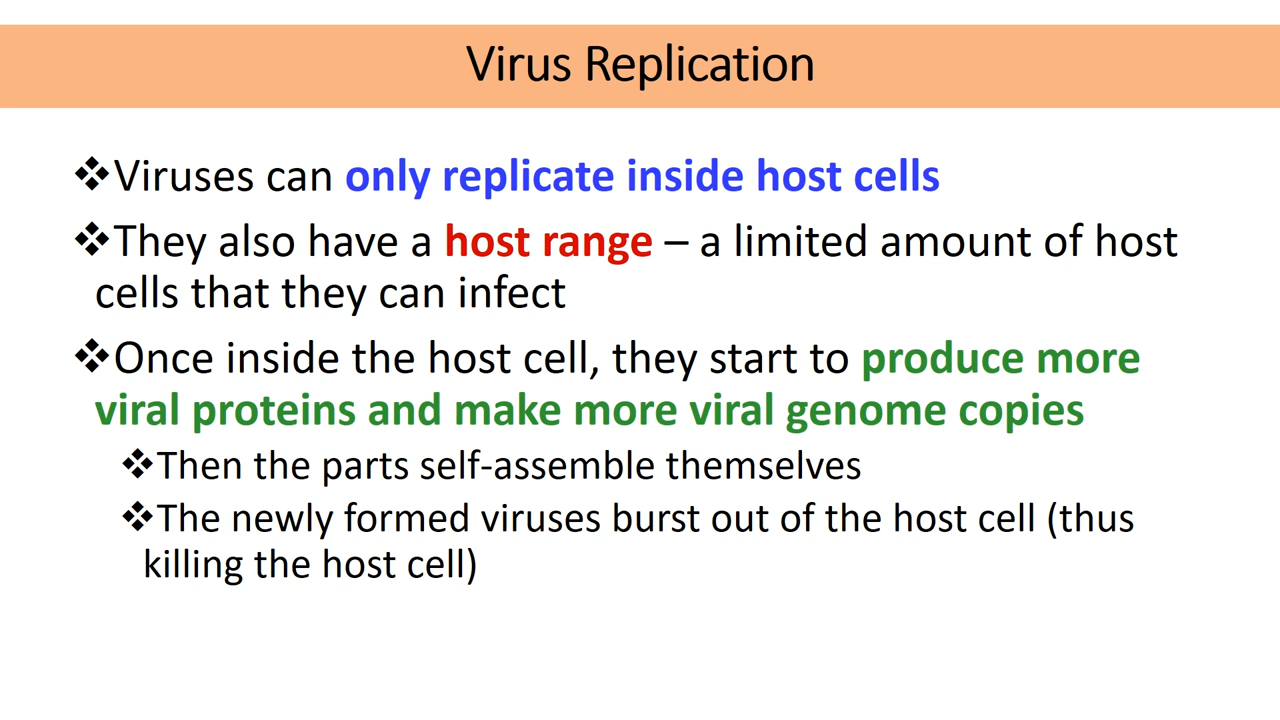 Virus Replication
❖Viruses can only replicate inside host cells
❖They also have a host range – a limited amount of host
cells that they can infect
❖Once inside the host cell, they start to produce more
viral proteins and make more viral genome copies
❖Then the parts self-assemble themselves
❖The newly formed viruses burst out of the host cell (thus
killing the host cell)